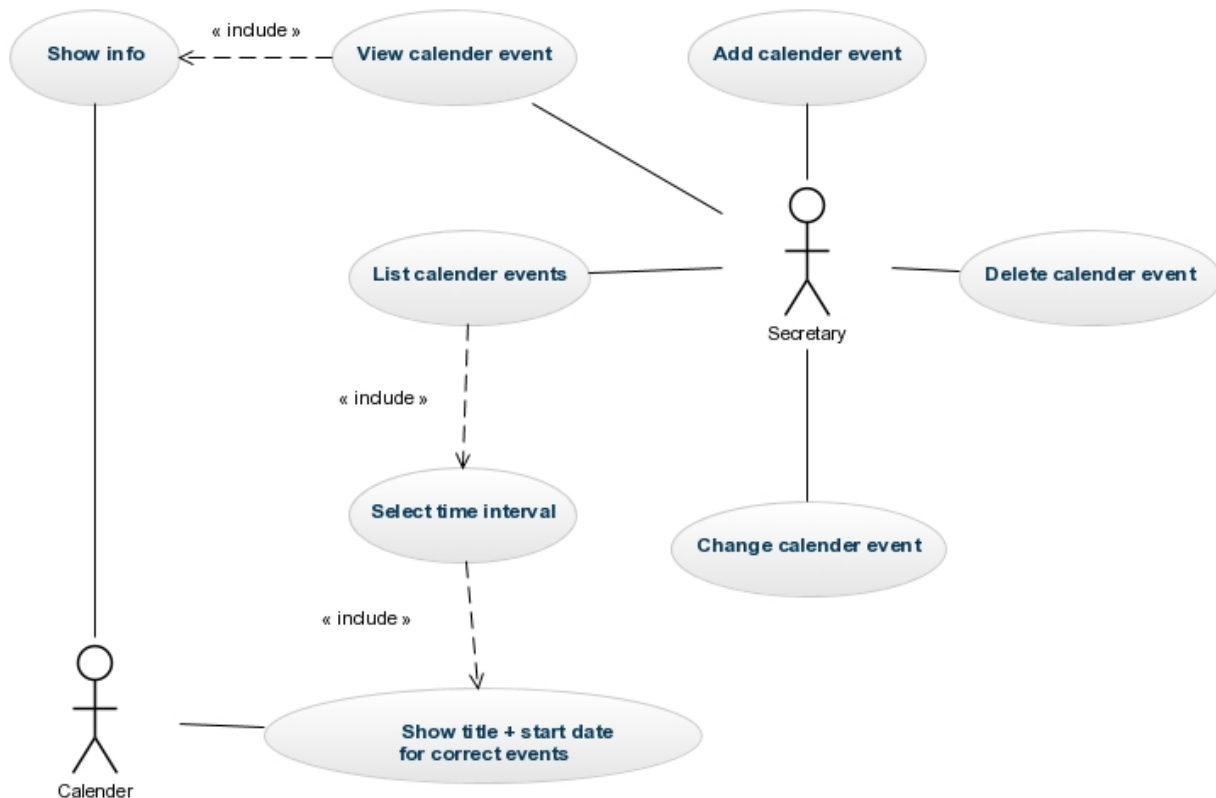 « include »
Show info
View calender event
Add calender event
List calender events
Delete calender event
Secretary
« include »
Select time interval
Change calender event
« include »
Show title + start date
for correct events
Calender